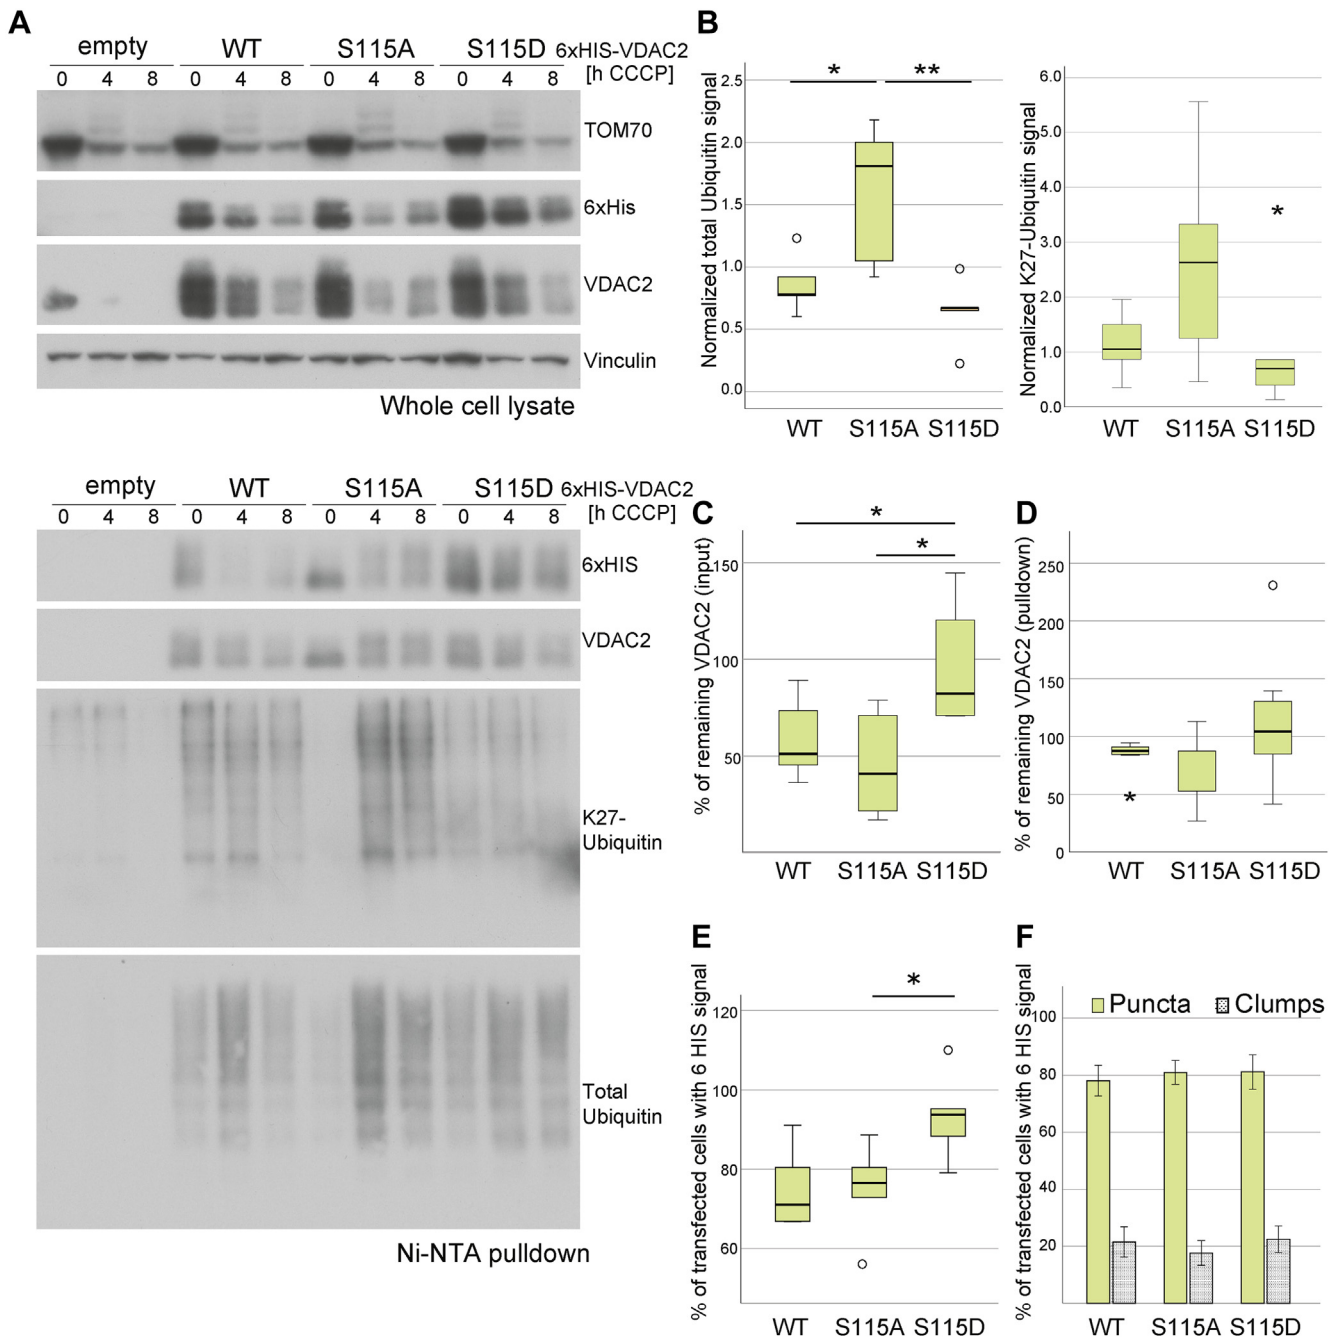 A
empty WT S115A S115D 6xHIS-VDAC2
0 4 8 0 4 8 0 4 8 0 4 8 [h CCCP]
TOM70
6xHis
VDAC2
Vinculin
Whole cell lysate
empty WT S115A S115D 6xHIS-VDAC2
0 4 8 0 4 8 0 4 8 0 4 8 [h CCCP]
6xHIS
VDAC2
K27-
Ubiquitin
Total
Ubiquitin
Ni-NTA pulldown
B
Normalized total Ubiquitin signal
2.5
2.0
1.5
1.0
0.5
0.0
* **
WT S115A S115D
Normalized K27-Ubiquitin signal
6.0
5.0
4.0
3.0
2.0
1.0
0.0
*
WT S115A S115D
C
% of remaining VDAC2 (input)
150
100
50
*
*
WT S115A S115D
D
% of remaining VDAC2 (pulldown)
250
200
150
100
50
0
*
WT S115A S115D
E
% of transfected cells with 6 HIS signal
120
100
80
60
*
WT S115A S115D
F
% of transfected cells with 6 HIS signal
Puncta Clumps
100
80
60
40
20
WT S115A S115D